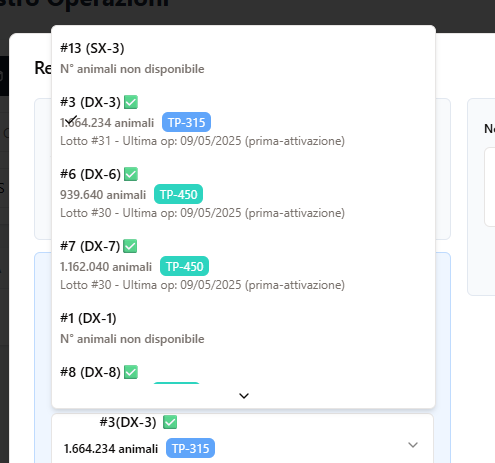 stro Operazioni
Re
#13 (SX-3)
N° animali non disponibile
#3 (DX-3) ✅
1.664.234 animali TP-315
Lotto #31 - Ultima op: 09/05/2025 (prima-attivazione)
#6 (DX-6) ✅
939.640 animali TP-450
Lotto #30 - Ultima op: 09/05/2025 (prima-attivazione)
#7 (DX-7) ✅
1.162.040 animali TP-450
Lotto #30 - Ultima op: 09/05/2025 (prima-attivazione)
#1 (DX-1)
N° animali non disponibile
#8 (DX-8) ✅
#3(DX-3) ✅
1.664.234 animali TP-315